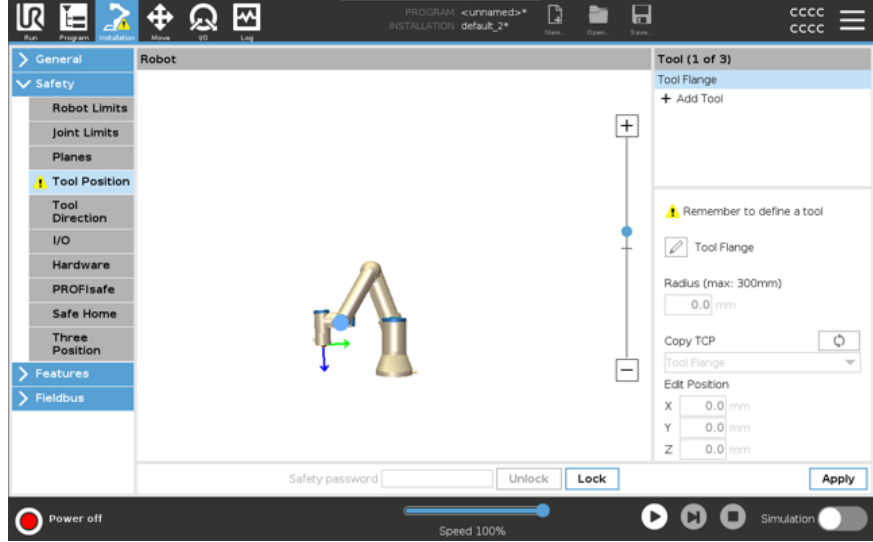 UR
PROGRAM <unnamed>*
INSTALLATION default_2*
CCCC
CCCC
Run
Program
Installation
Move
I/O
Log
New...
Open...
Save...
General
Safety
Robot Limits
Joint Limits
Planes
Tool Position
Tool
Direction
I/O
Hardware
PROFIsafe
Safe Home
Three
Position
Features
Fieldbus
Robot
Tool (1 of 3)
Tool Flange
+ Add Tool
Remember to define a tool
Tool Flange
Radius (max: 300mm)
0.0 mm
Copy TCP
Tool Flange
Edit Position
X 0.0 mm
Y 0.0 mm
Z 0.0 mm
Safety password
Unlock
Lock
Apply
Power off
Speed 100%
Simulation